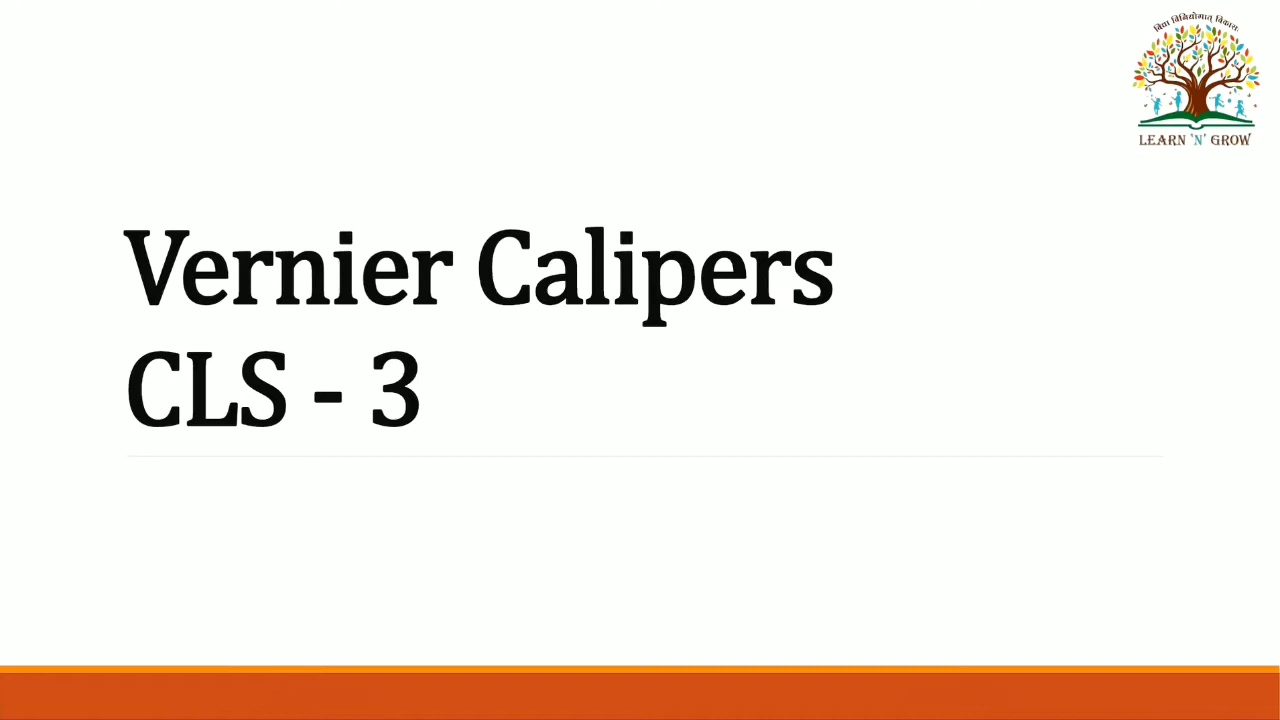 विद्या विनियोगात् विकासः
LEARN 'N' GROW
Vernier Calipers
CLS - 3